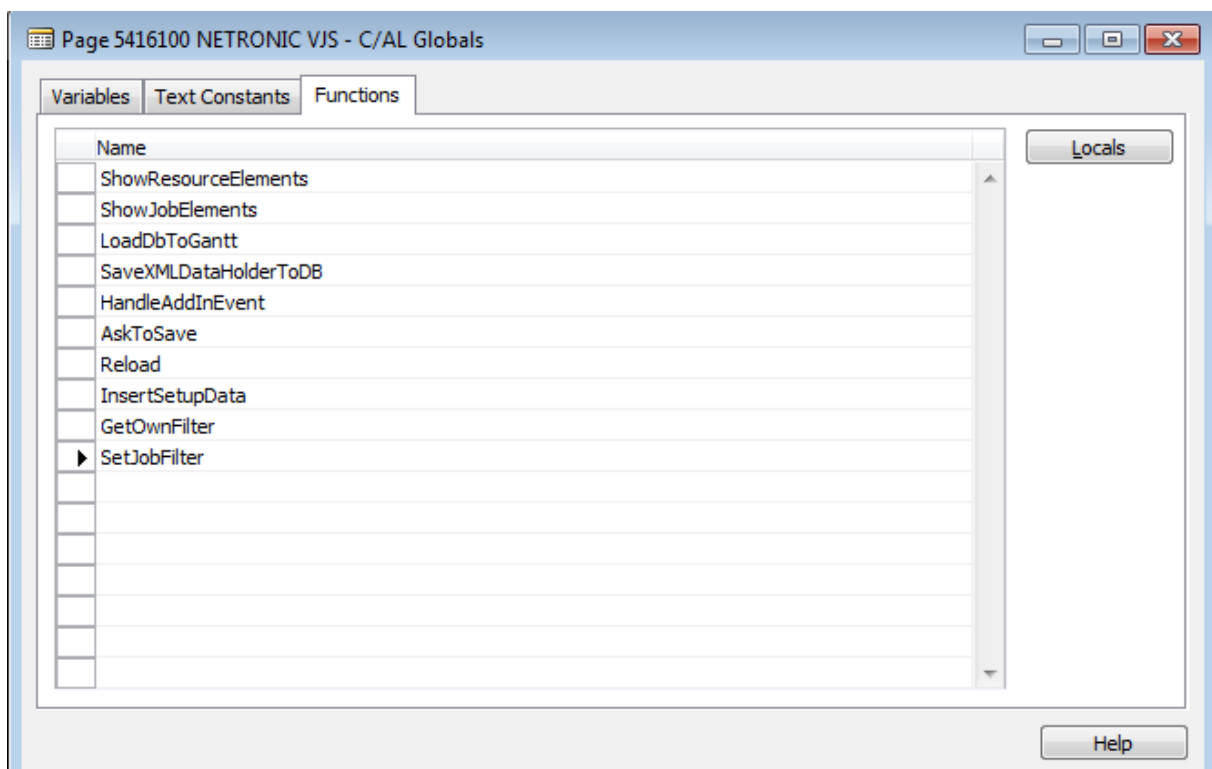 Page 5416100 NETRONIC VJS - C/AL Globals
Variables Text Constants Functions
Name
Locals
ShowResourceElements
ShowJobElements
LoadDbToGantt
SaveXMLDataHolderToDB
HandleAddInEvent
AskToSave
Reload
InsertSetupData
GetOwnFilter
SetJobFilter
Help